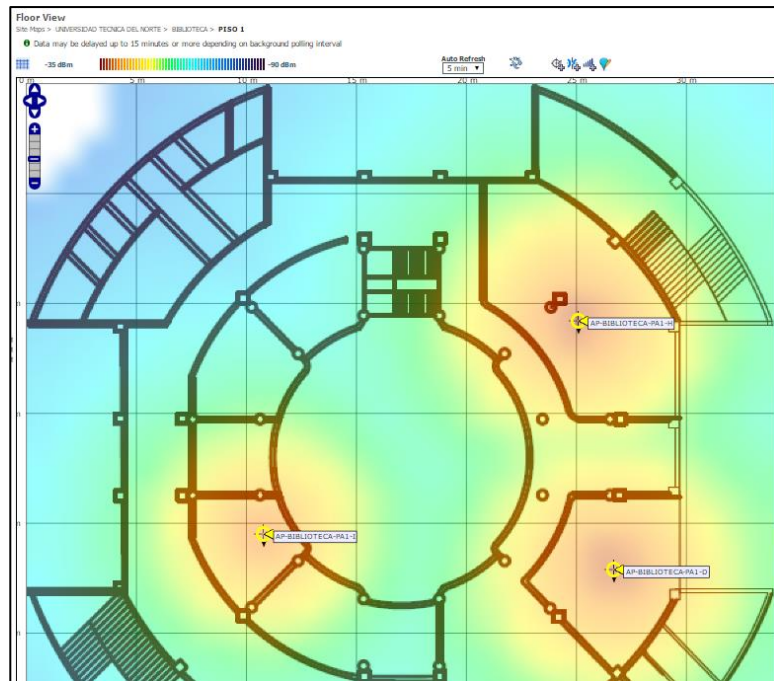 Floor View
Site Maps > UNIVERSIDAD TECNICA DEL NORTE > BIBLIOTECA > PISO 1
Data may be delayed up to 15 minutes or more depending on background polling interval
-35 dBm -90 dBm Auto Refresh
5 min
0 m 5 m 10 m 15 m 20 m 25 m 30 m
AP-BIBLIOTECA-PA1-H
AP-BIBLIOTECA-PA1-I
AP-BIBLIOTECA-PA1-D